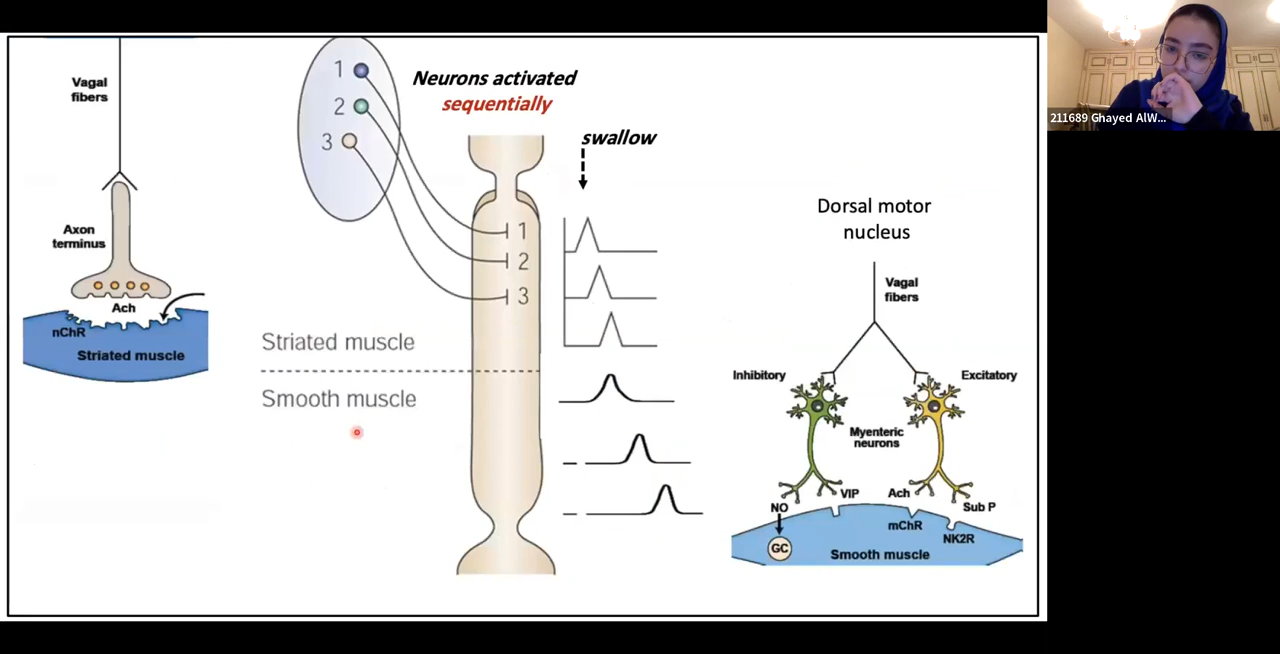 Vagal
fibers
Axon
terminus
Ach
nChR
Striated muscle
1
2
3
Neurons activated
sequentially
swallow
1
2
3
Striated muscle
Smooth muscle
Dorsal motor
nucleus
Vagal
fibers
Inhibitory
Excitatory
Myenteric
neurons
VIP
Ach
NO
Sub P
mChR
NK2R
GC
Smooth muscle
211689 Ghayed AlW...